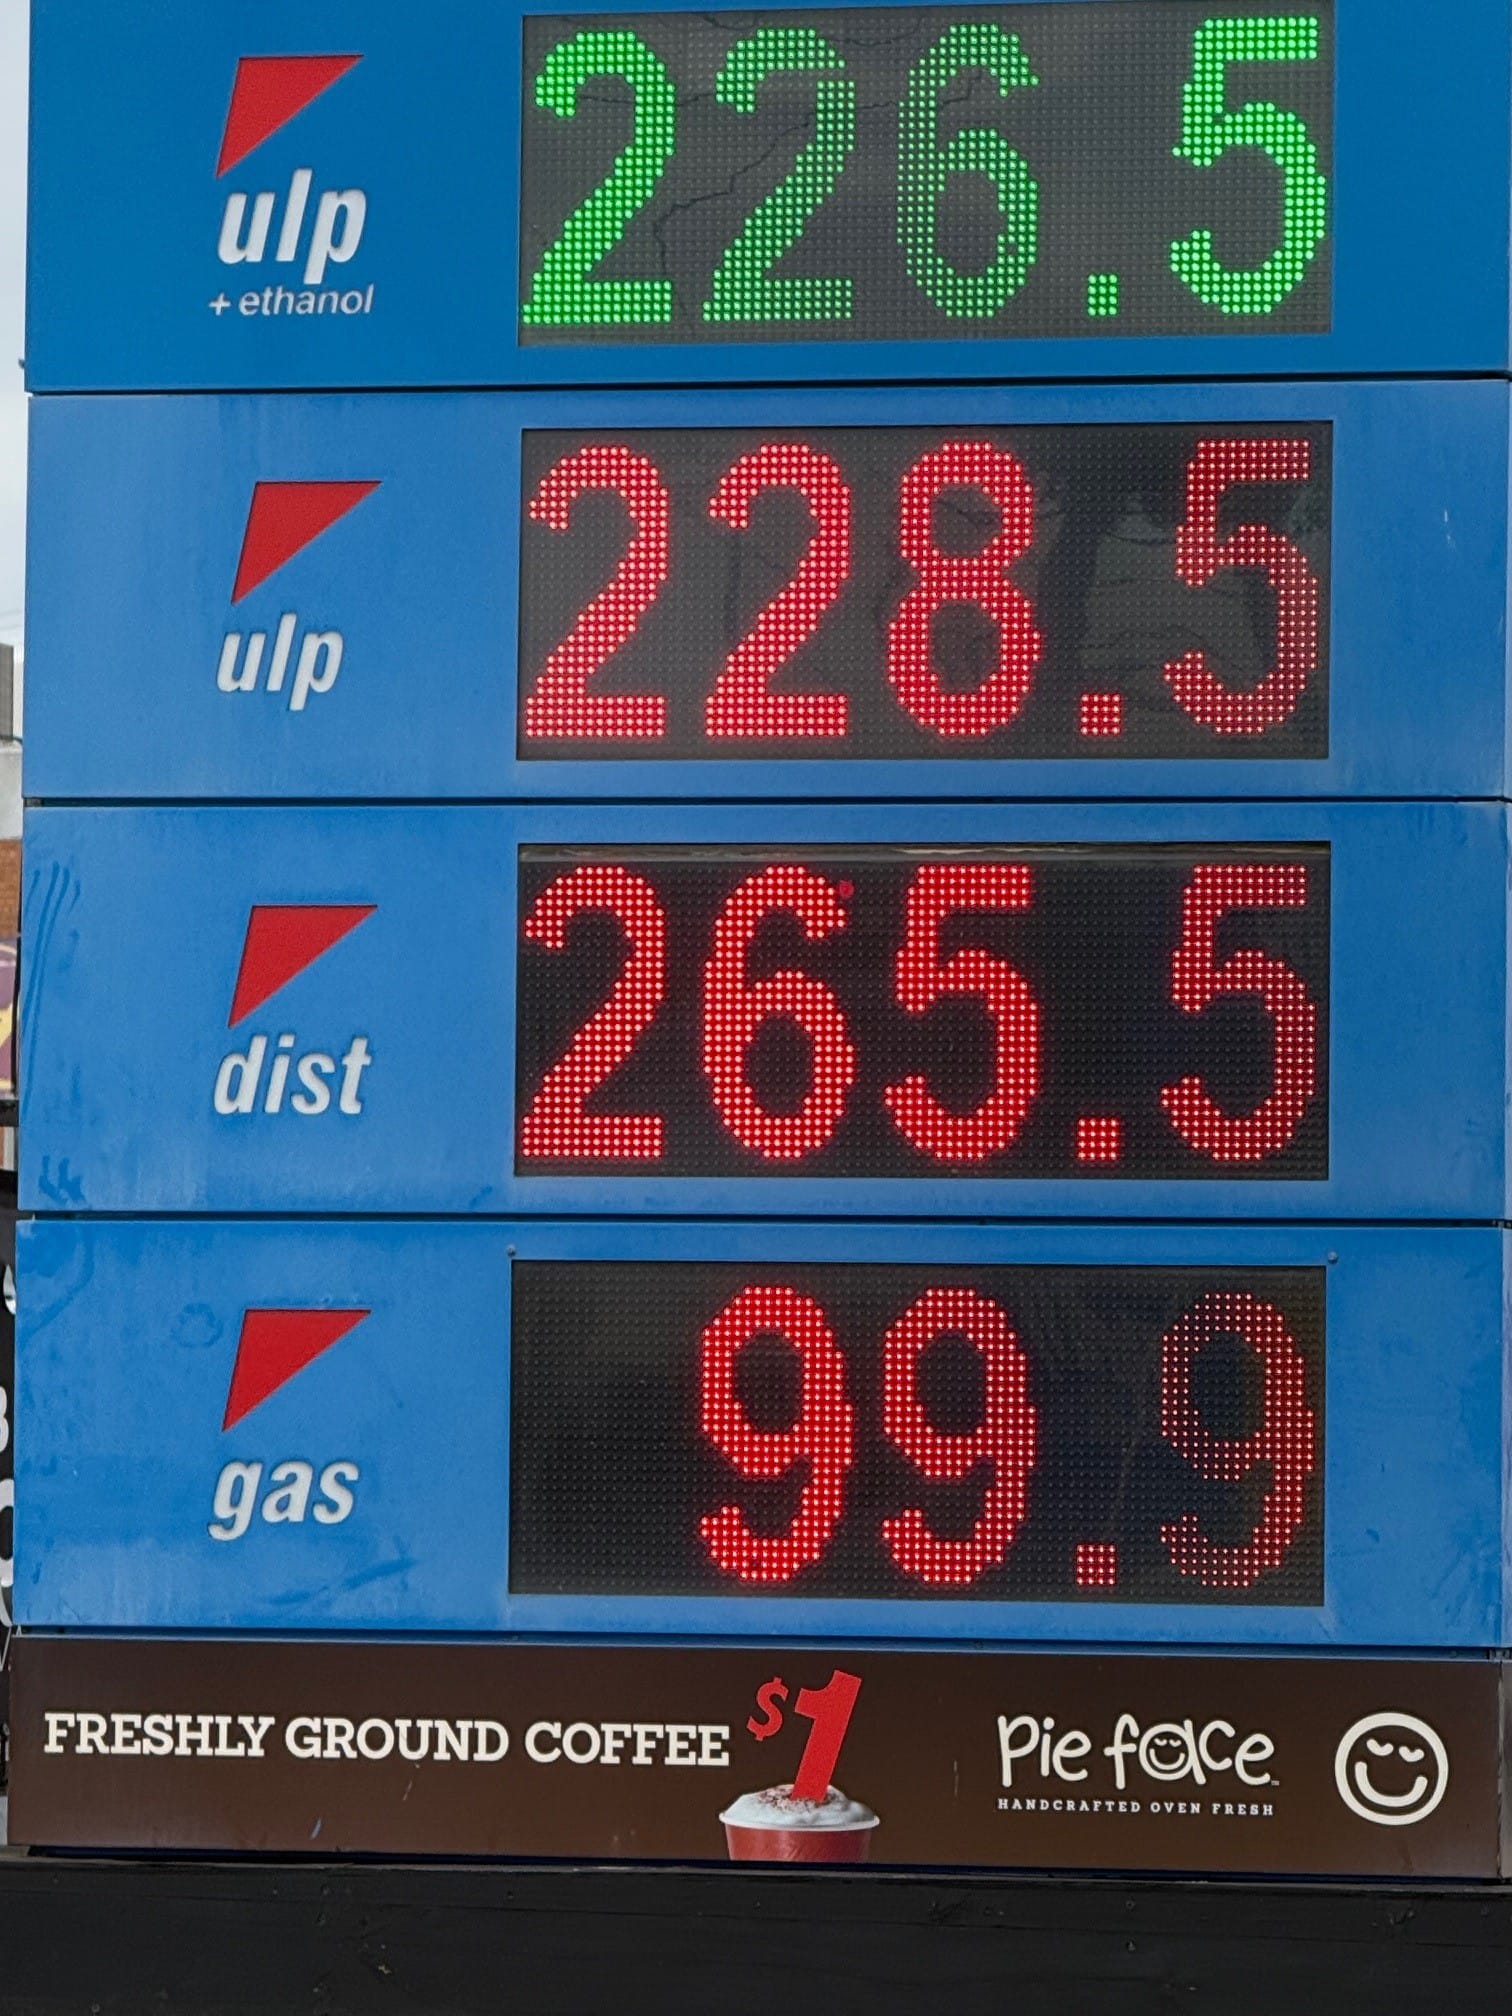 ulp
+ ethanol
226.5
ulp
228.5
dist
265.5
gas
99.9
FRESHLY GROUND COFFEE $1
Pie face
HANDCRAFTED OVEN FRESH